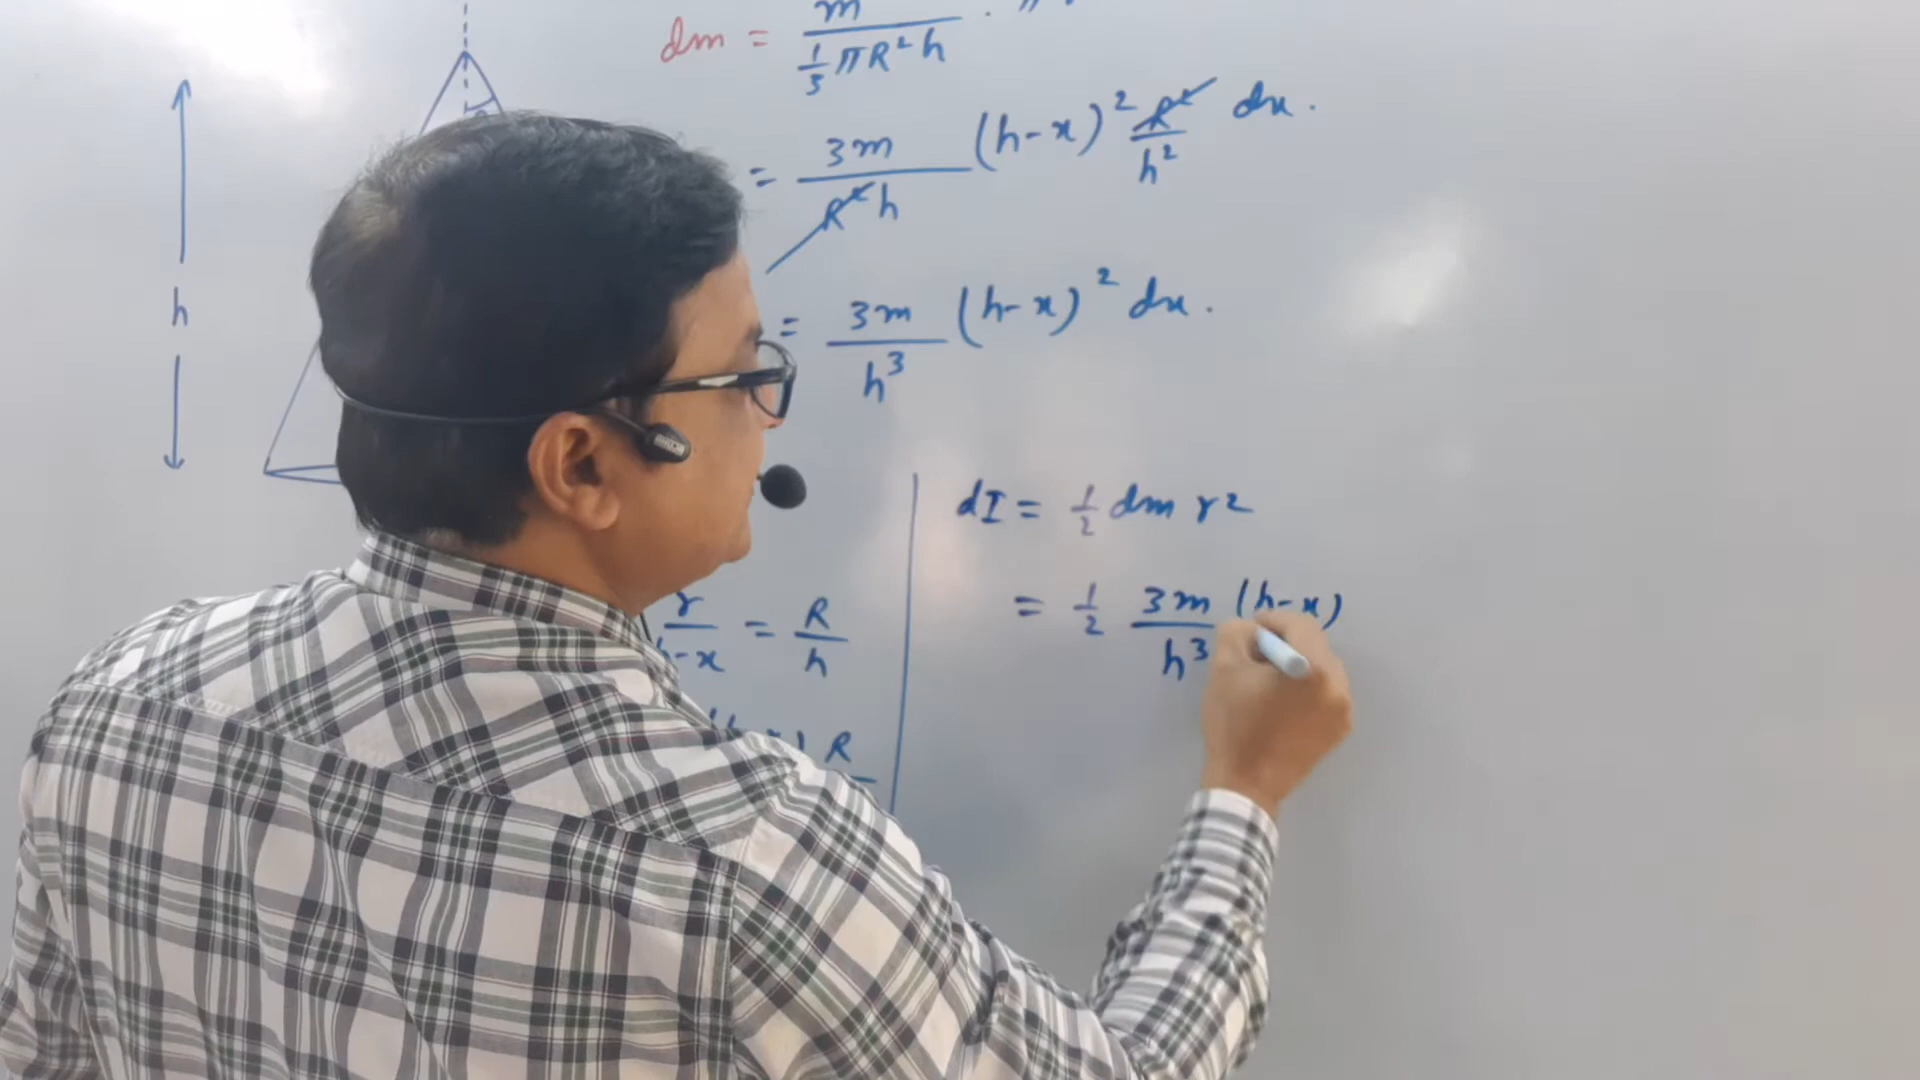 dm = m / (1/3 πR²h) .
= 3m / R²h (h-x)² R²/h² dx.
= 3m / h³ (h-x)² dx.
h
dI = 1/2 dm r²
= 1/2 3m/h³ (h-x)
r / h-x = R / h
R